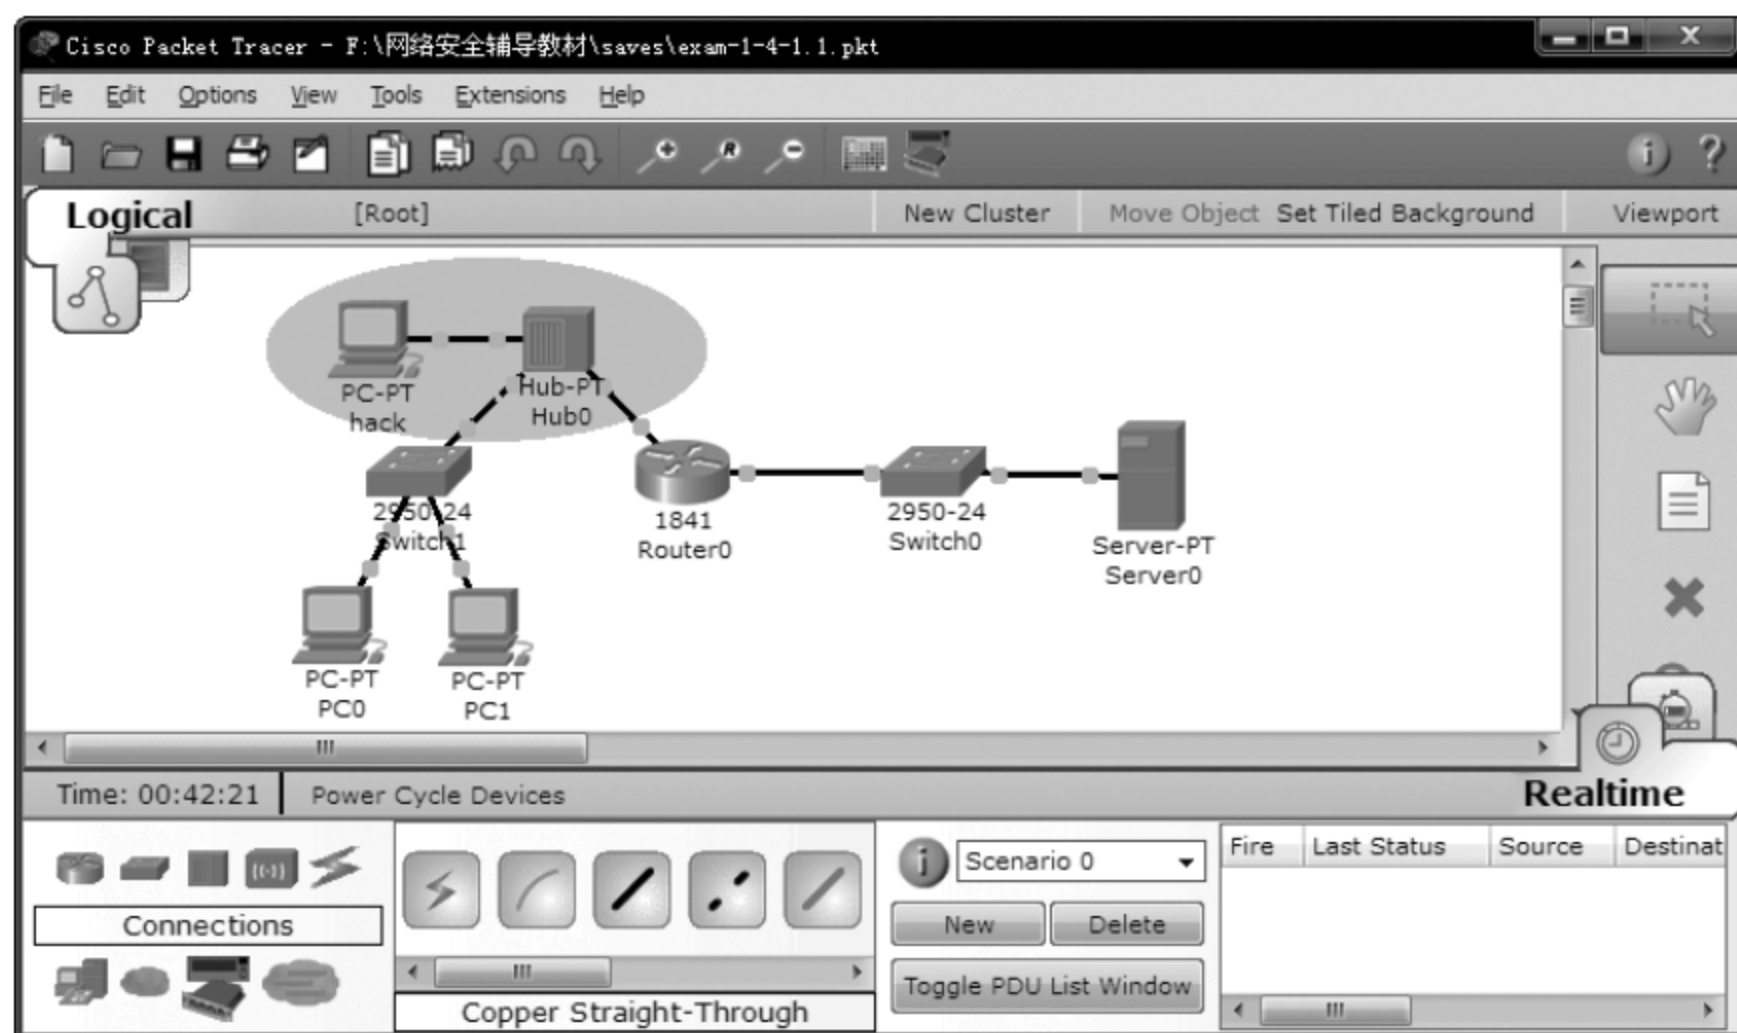 Cisco Packet Tracer - F:\网络安全辅导教材\saves\exam-1-4-1.1.pkt
File Edit Options View Tools Extensions Help
Logical [Root] New Cluster Move Object Set Tiled Background Viewport
PC-PT
hack
Hub-PT
Hub0
2950-24
Switch1
1841
Router0
2950-24
Switch0
Server-PT
Server0
PC-PT
PC0
PC-PT
PC1
Time: 00:42:21 Power Cycle Devices Realtime
Connections
Copper Straight-Through
Scenario 0
New Delete
Toggle PDU List Window
Fire Last Status Source Destinat